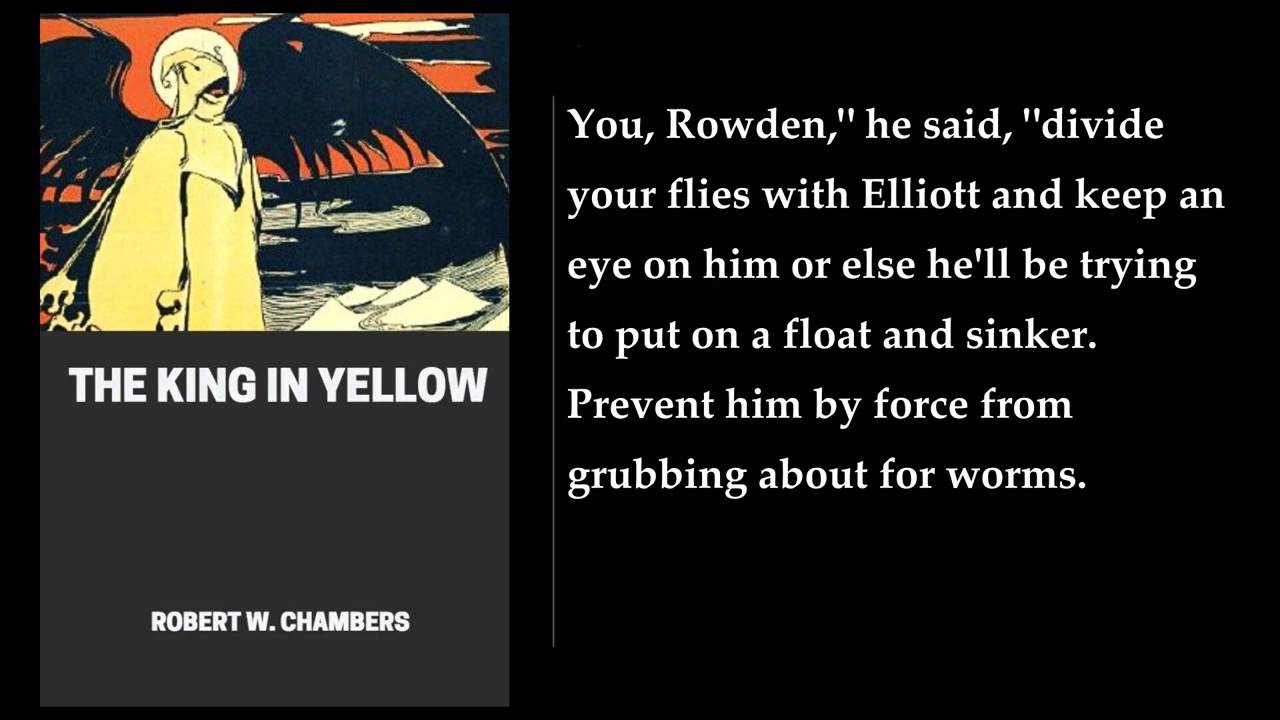 THE KING IN YELLOW
ROBERT W. CHAMBERS
You, Rowden," he said, "divide
your flies with Elliott and keep an
eye on him or else he'll be trying
to put on a float and sinker.
Prevent him by force from
grubbing about for worms.